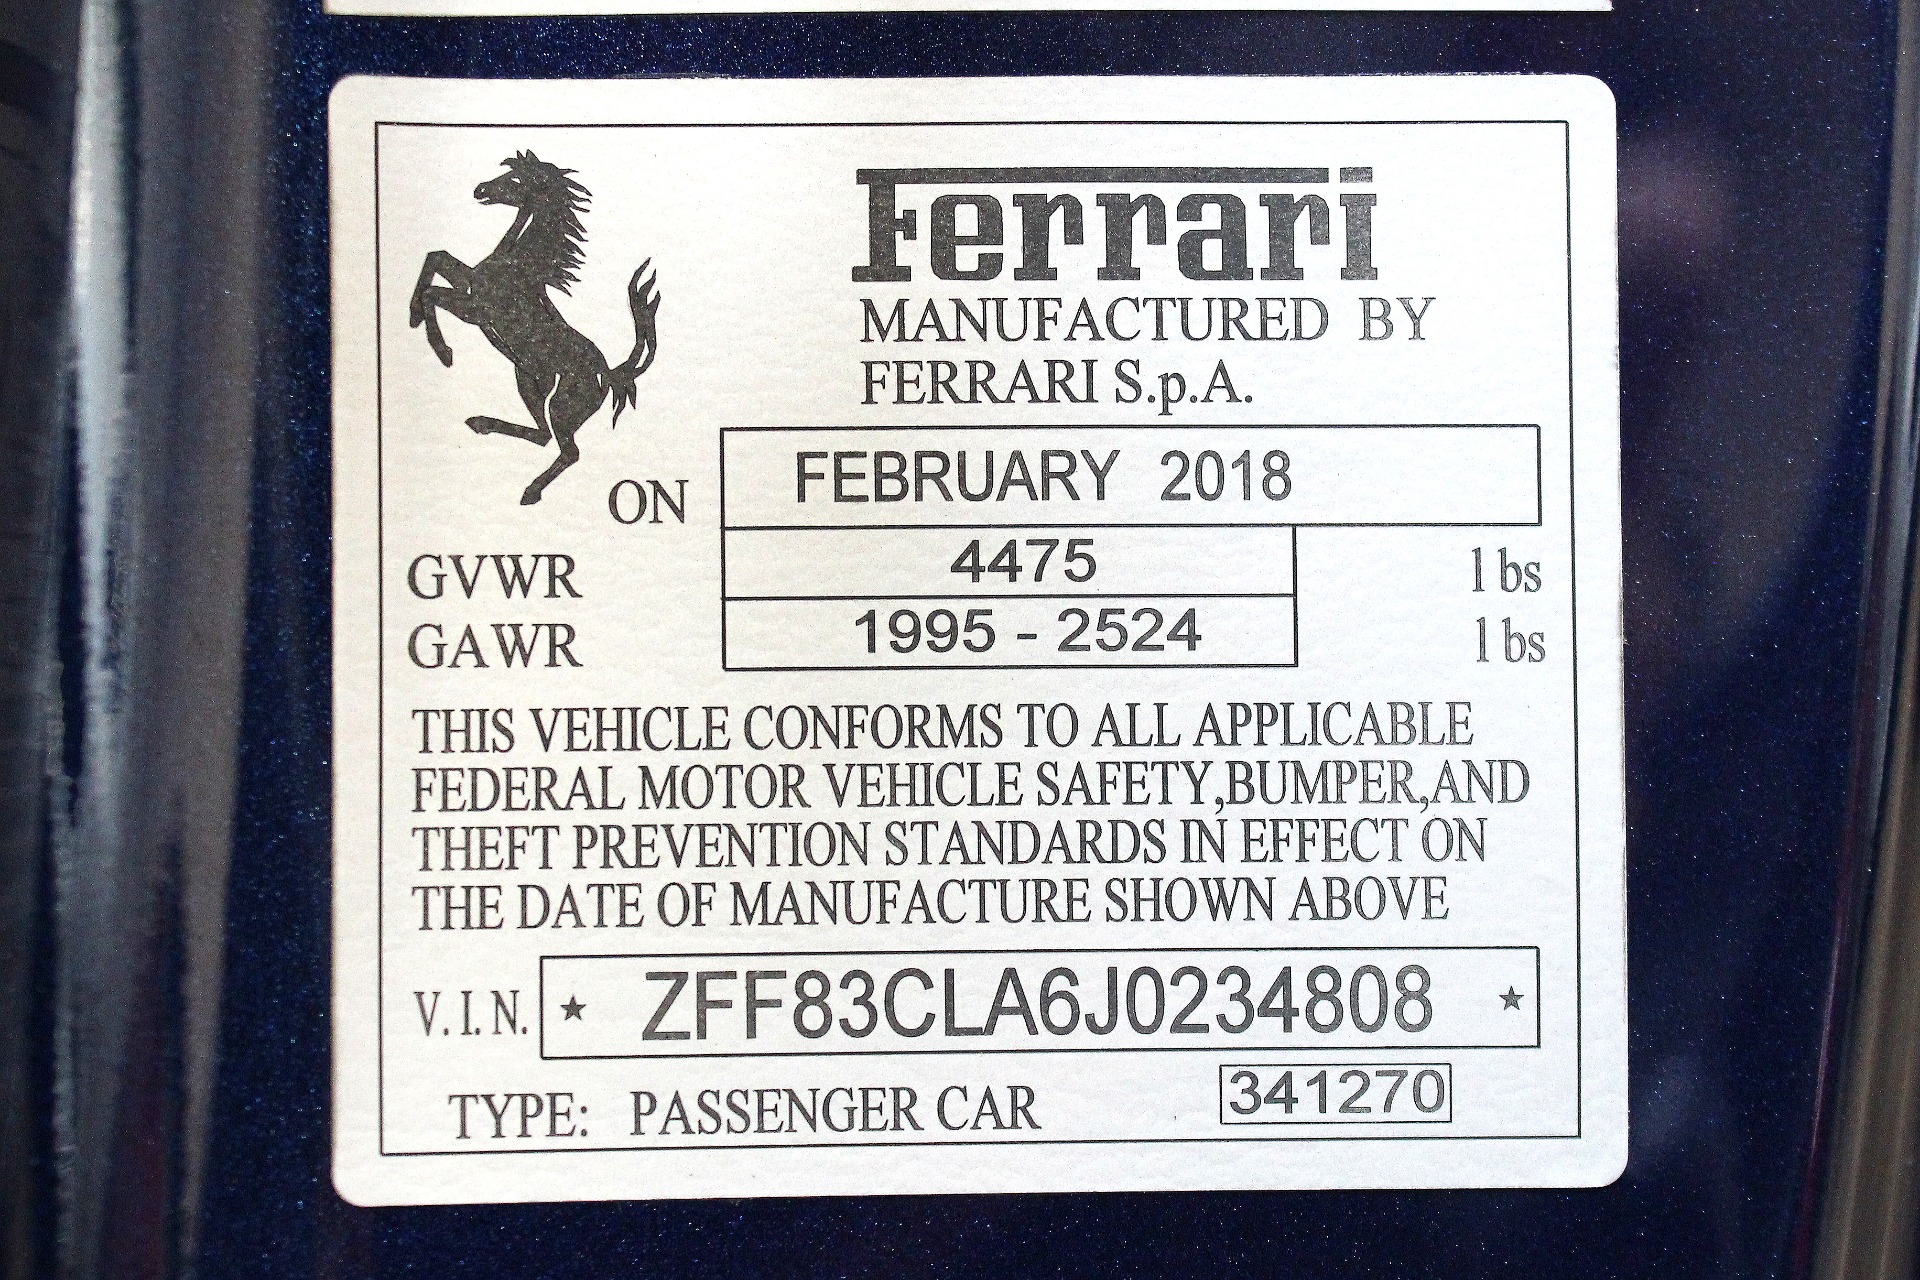 Ferrari
MANUFACTURED BY
FERRARI S.p.A.
ON FEBRUARY 2018
GVWR 4475 lbs
GAWR 1995 - 2524 lbs
THIS VEHICLE CONFORMS TO ALL APPLICABLE
FEDERAL MOTOR VEHICLE SAFETY,BUMPER,AND
THEFT PREVENTION STANDARDS IN EFFECT ON
THE DATE OF MANUFACTURE SHOWN ABOVE
V.I.N. ★ ZFF83CLA6J0234808 ★
TYPE: PASSENGER CAR 341270